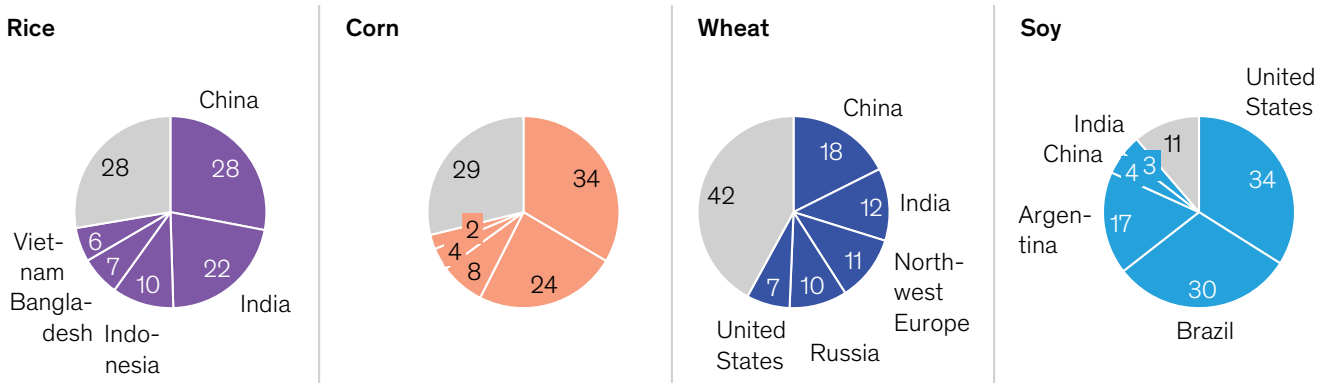 Rice
China
28
28
22
10
7
6
Viet-
nam
Bangla-
desh
Indo-
nesia
India
Corn
29
34
24
8
4
2
Wheat
China
18
42
12
India
11
North-
west
Europe
10
7
United
States
Russia
Soy
United
States
India
China
11
3
4
34
Argen-
tina
17
30
Brazil